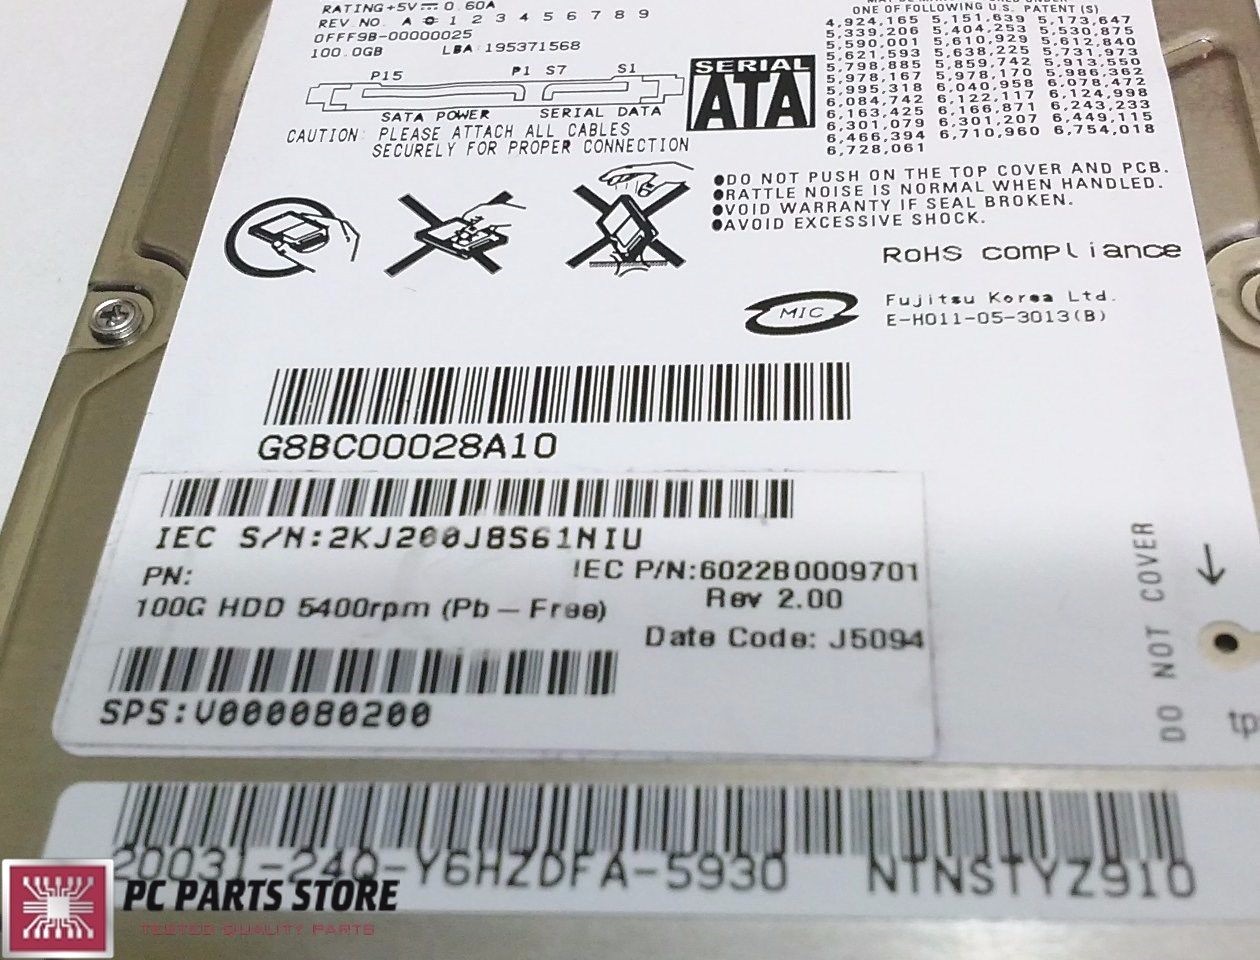 RATING+5V⎓ 0.60A
REV.NO. A 0 1 2 3 4 5 6 7 8 9
0FFF9B-00000025
100.0GB LBA:195371568
P15 P1 S7 S1
SATA POWER SERIAL DATA
CAUTION: PLEASE ATTACH ALL CABLES
SECURELY FOR PROPER CONNECTION
SERIAL
ATA
ONE OF FOLLOWING U.S. PATENT(S)
4,924,165 5,151,639 5,173,647
5,339,206 5,404,253 5,530,875
5,590,001 5,610,929 5,612,840
5,621,593 5,638,225 5,731,973
5,798,885 5,859,742 5,913,550
5,978,167 5,978,170 5,986,362
5,995,318 6,040,958 6,078,472
6,084,742 6,122,117 6,124,998
6,163,425 6,166,871 6,243,233
6,301,079 6,301,207 6,449,115
6,466,394 6,710,960 6,754,018
6,728,061
●DO NOT PUSH ON THE TOP COVER AND PCB.
●RATTLE NOISE IS NORMAL WHEN HANDLED.
●VOID WARRANTY IF SEAL BROKEN.
●AVOID EXCESSIVE SHOCK.
RoHS compliance
MIC
Fujitsu Korea Ltd.
E-H011-05-3013(B)
G8BC00028A10
IEC S/N:2KJ200J8S61NIU
PN:
IEC P/N:6022B0009701
100G HDD 5400rpm (Pb – Free)
Rev 2.00
Date Code: J5094
SPS:V000080200
DO NOT COVER
20031-24Q-Y6HZDFA-5930 NTNSTYZ910
PC PARTS STORE
TESTED QUALITY PARTS